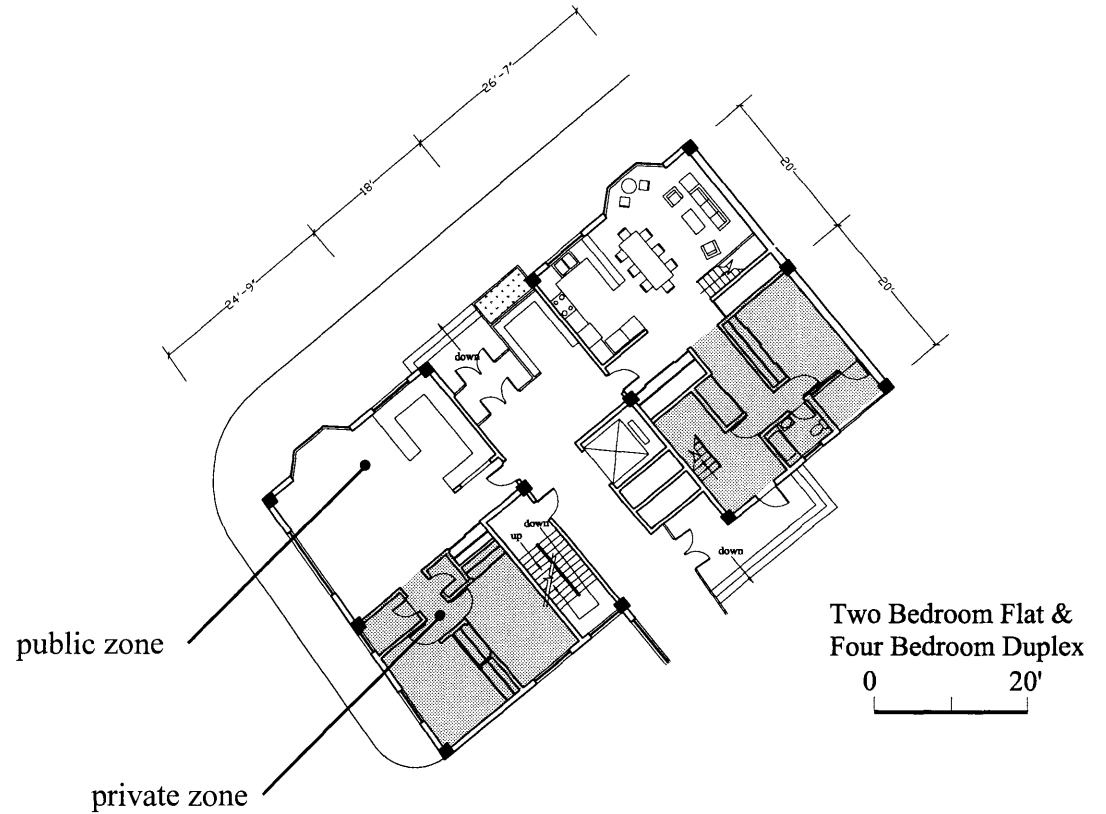 26'-7"
18'
24'-9"
20'
20'
down
down
up
down
public zone
private zone
Two Bedroom Flat &
Four Bedroom Duplex
0 20'